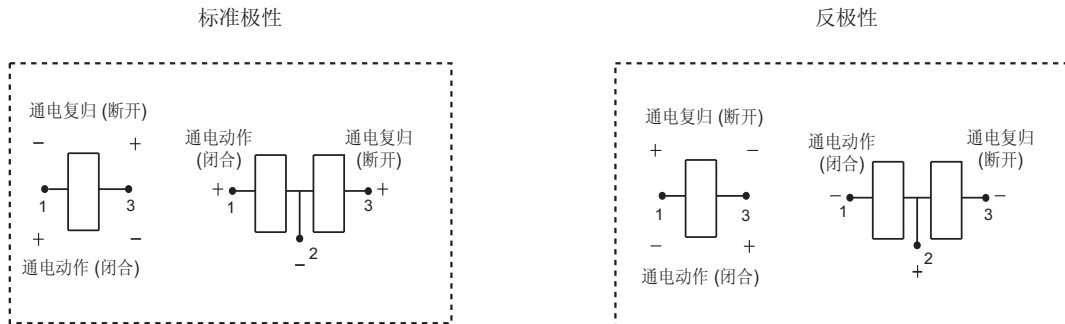 标准极性
通电复归 (断开)
− +
1 3
+ −
通电动作 (闭合)
通电动作
(闭合)
通电复归
(断开)
+ +
1 3
2
−
反极性
通电复归 (断开)
+ −
1 3
− +
通电动作 (闭合)
通电动作
(闭合)
通电复归
(断开)
− −
1 3
2
+